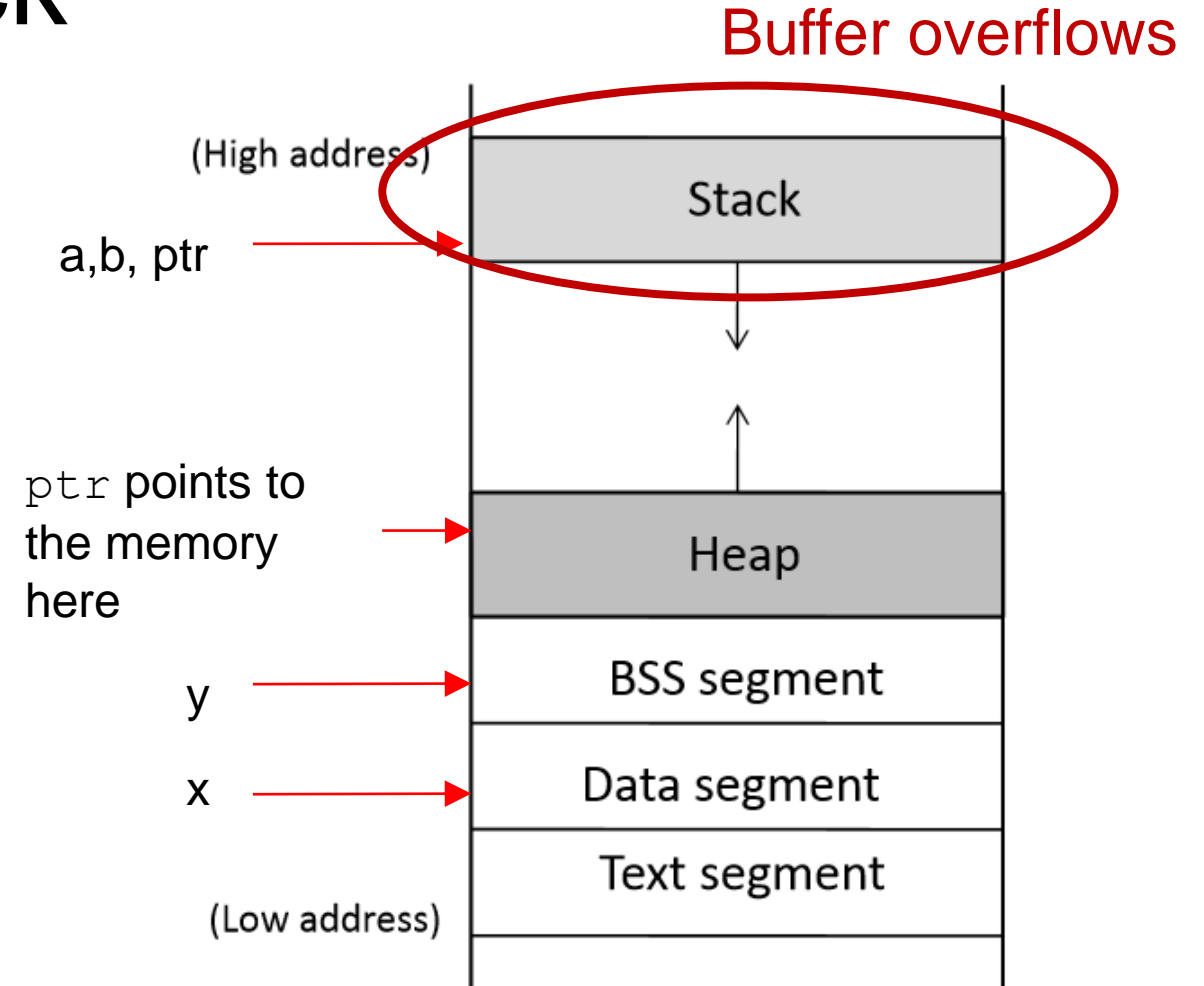 Buffer overflows
(High address)
Stack
a,b, ptr
ptr points to
the memory
here
Heap
BSS segment
y
Data segment
x
Text segment
(Low address)